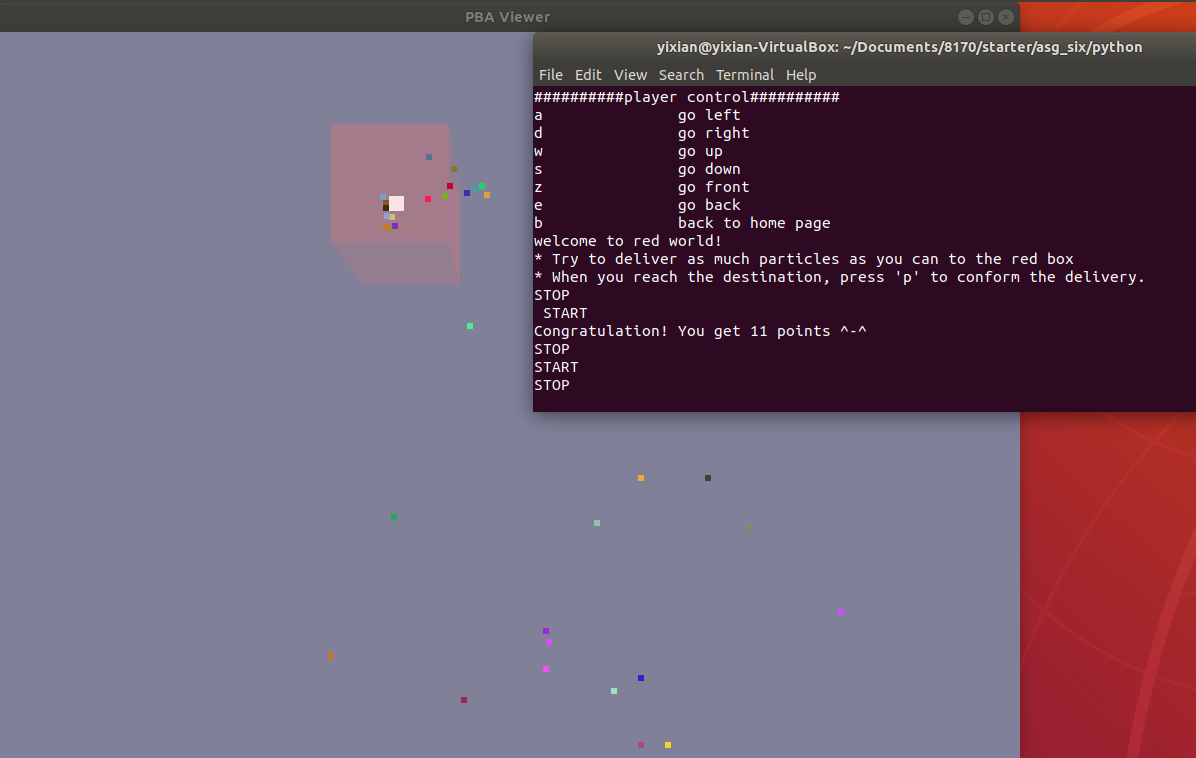 PBA Viewer
yixian@yixian-VirtualBox: ~/Documents/8170/starter/asg_six/python
File Edit View Search Terminal Help
##########player control##########
a go left
d go right
w go up
s go down
z go front
e go back
b back to home page
welcome to red world!
* Try to deliver as much particles as you can to the red box
* When you reach the destination, press 'p' to conform the delivery.
STOP
START
Congratulation! You get 11 points ^-^
STOP
START
STOP